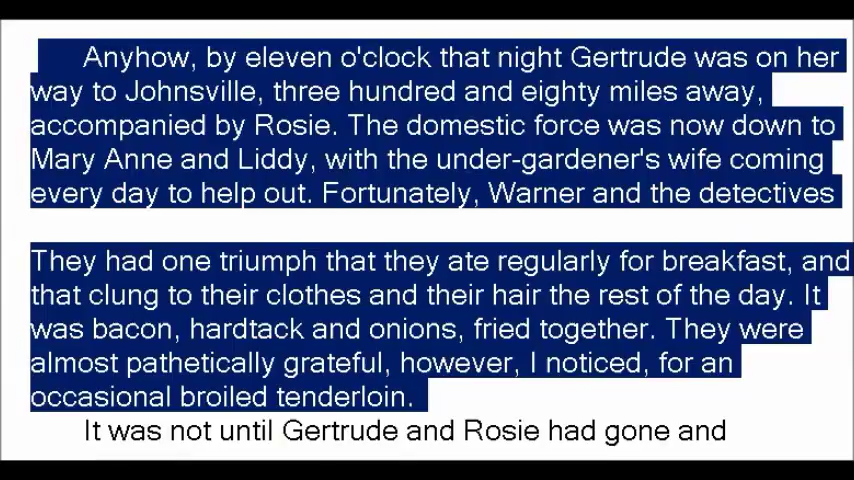 Anyhow, by eleven o'clock that night Gertrude was on her
way to Johnsville, three hundred and eighty miles away,
accompanied by Rosie. The domestic force was now down to
Mary Anne and Liddy, with the under-gardener's wife coming
every day to help out. Fortunately, Warner and the detectives
They had one triumph that they ate regularly for breakfast, and
that clung to their clothes and their hair the rest of the day. It
was bacon, hardtack and onions, fried together. They were
almost pathetically grateful, however, I noticed, for an
occasional broiled tenderloin.
It was not until Gertrude and Rosie had gone and